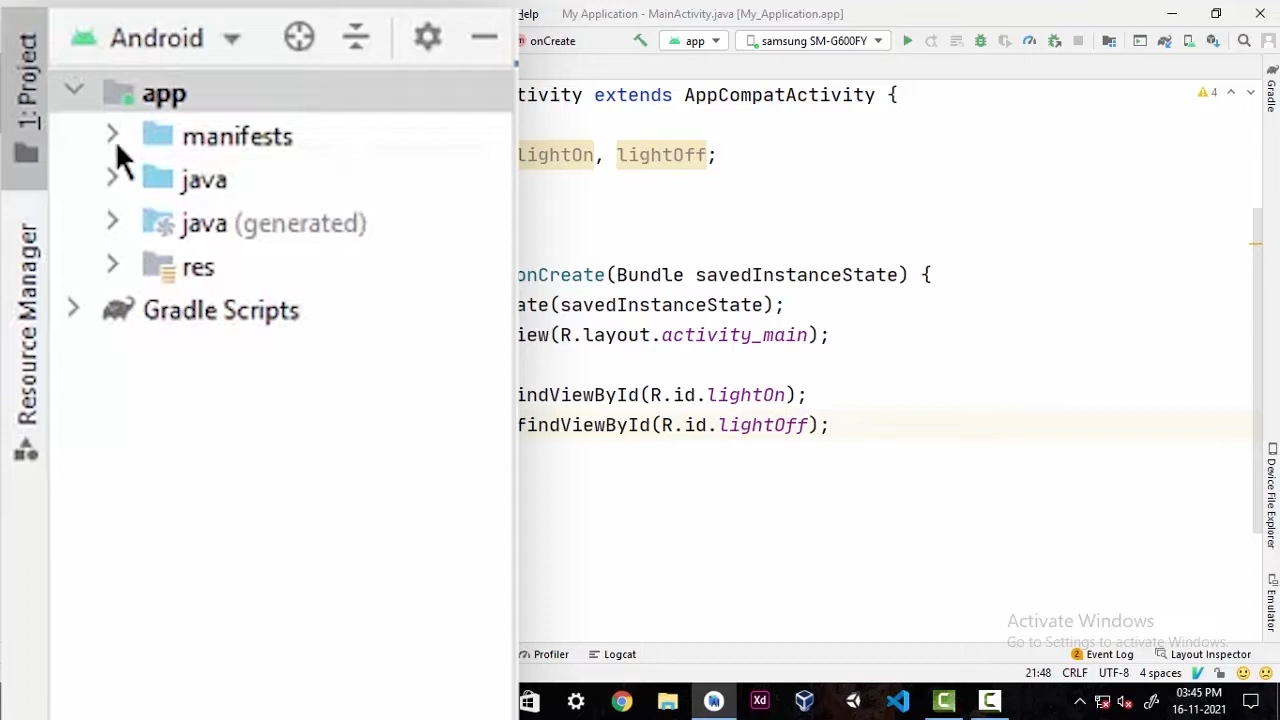 Help
My Application - MainActivity.java [My_Application.app]
onCreate
app
samsung SM-G600FY
1: Project
Resource Manager
Android
app
manifests
java
java (generated)
res
Gradle Scripts
tivity extends AppCompatActivity {
lightOn, lightOff;
onCreate(Bundle savedInstanceState) {
ate(savedInstanceState);
iew(R.layout.activity_main);
indViewById(R.id.lightOn);
findViewById(R.id.lightOff);
4
Gradle
Device File Explorer
Emulator
Activate Windows
Go to Settings to activate Windows.
Profiler
Logcat
2 Event Log
Layout Inspector
21:48 CRLF UTF-8 4 spaces
Xd
03:45 PM
16-11-2021